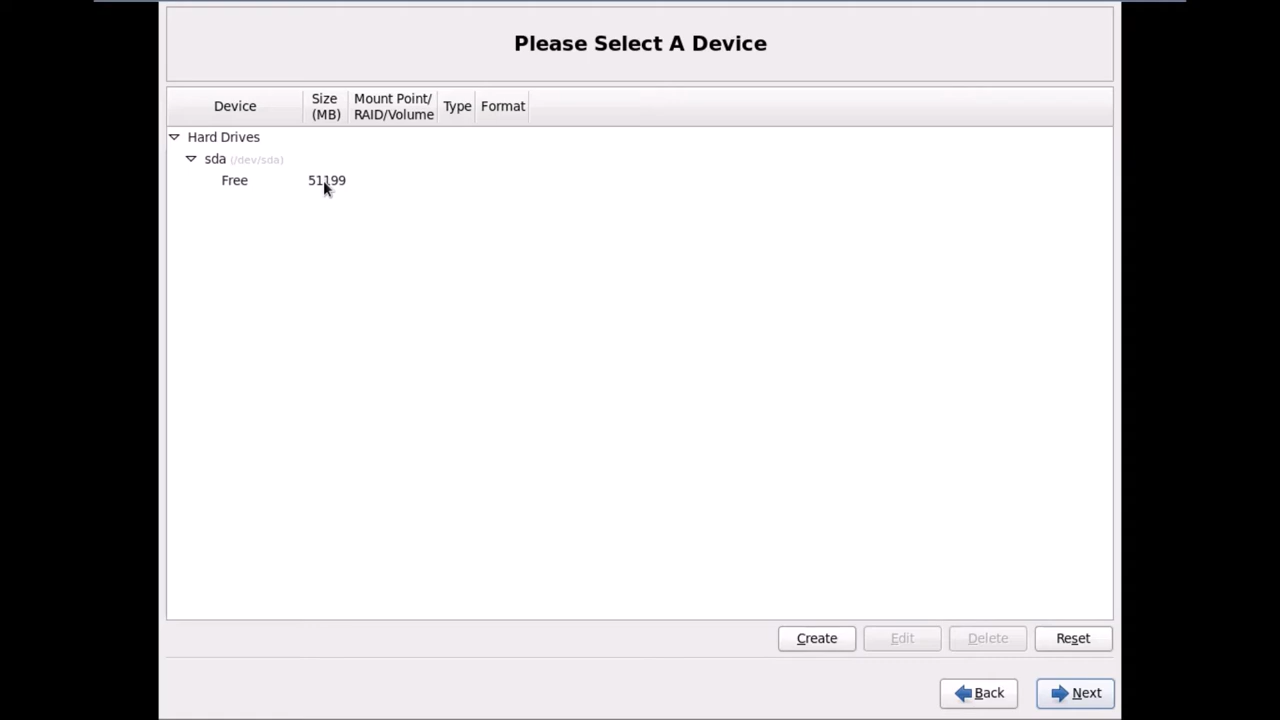 Please Select A Device
Device
Size
(MB)
Mount Point/
RAID/Volume
Type
Format
Hard Drives
sda (/dev/sda)
Free 51199
Create
Edit
Delete
Reset
Back
Next